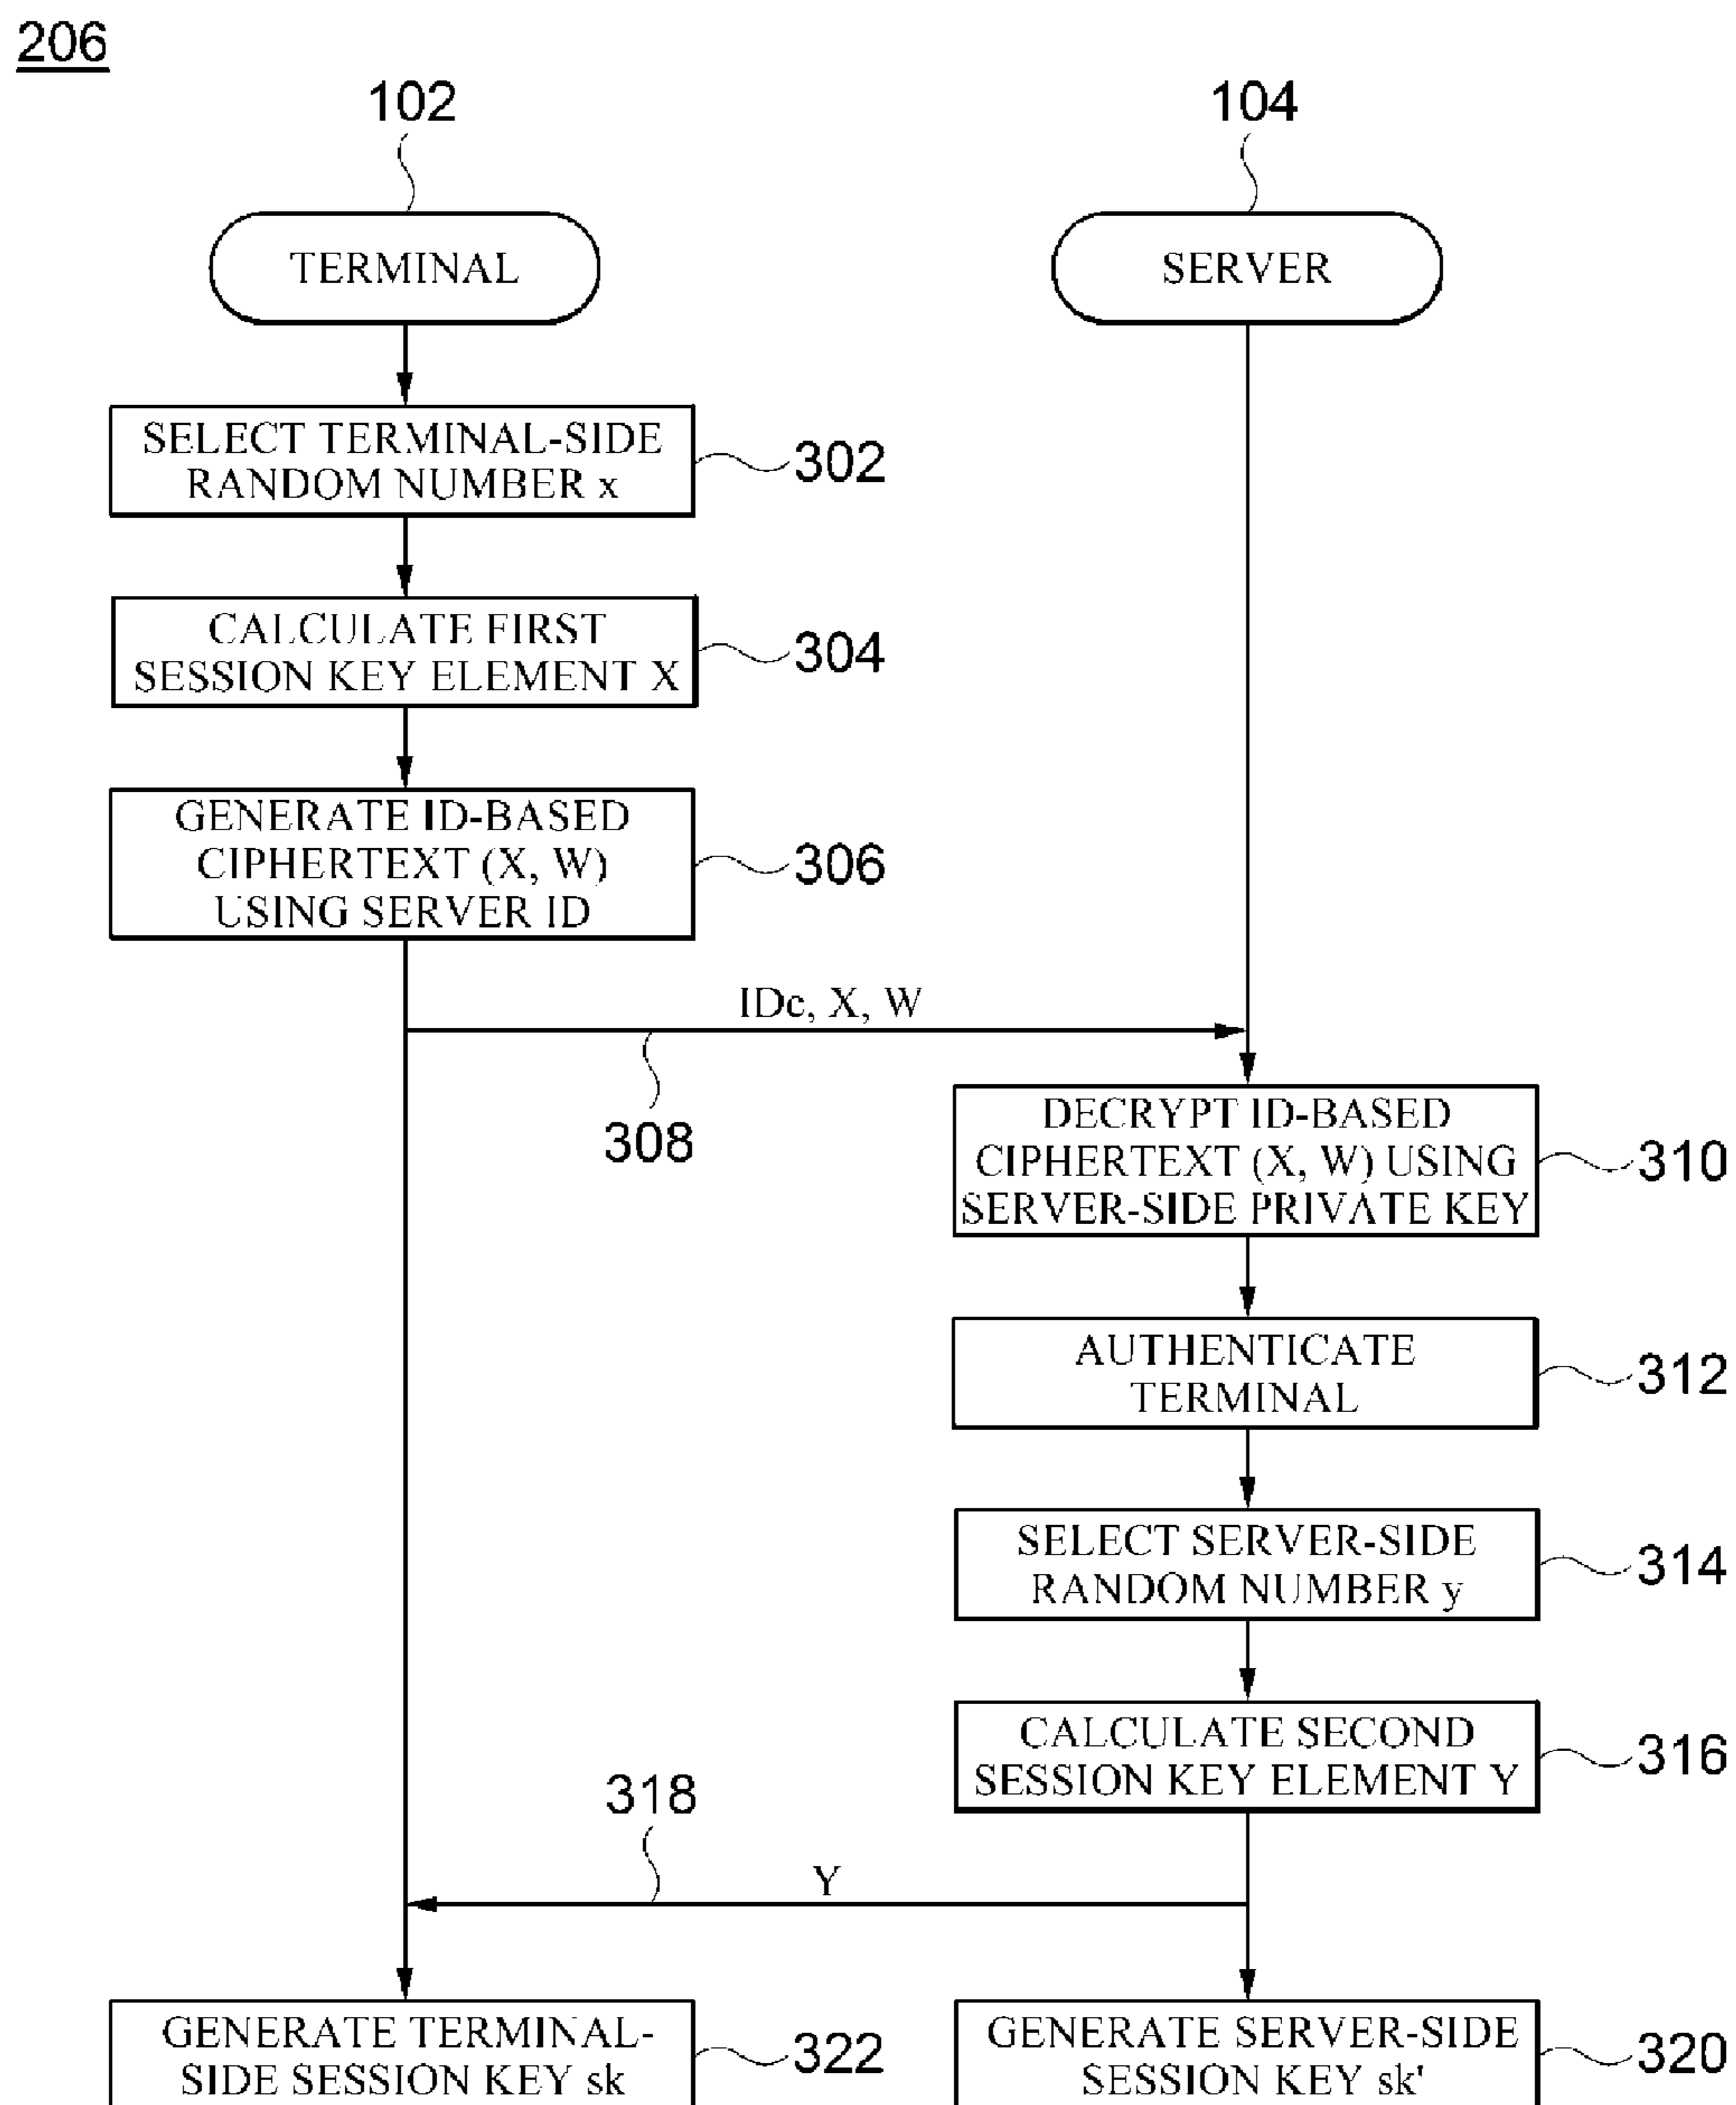 206
102
104
TERMINAL
SERVER
SELECT TERMINAL-SIDE
RANDOM NUMBER x
302
CALCULATE FIRST
SESSION KEY ELEMENT X
304
GENERATE ID-BASED
CIPHERTEXT (X, W)
USING SERVER ID
306
IDc, X, W
308
DECRYPT ID-BASED
CIPHERTEXT (X, W) USING
SERVER-SIDE PRIVATE KEY
310
AUTHENTICATE
TERMINAL
312
SELECT SERVER-SIDE
RANDOM NUMBER y
314
CALCULATE SECOND
SESSION KEY ELEMENT Y
316
318
Y
GENERATE TERMINAL-
SIDE SESSION KEY sk
322
GENERATE SERVER-SIDE
SESSION KEY sk'
320